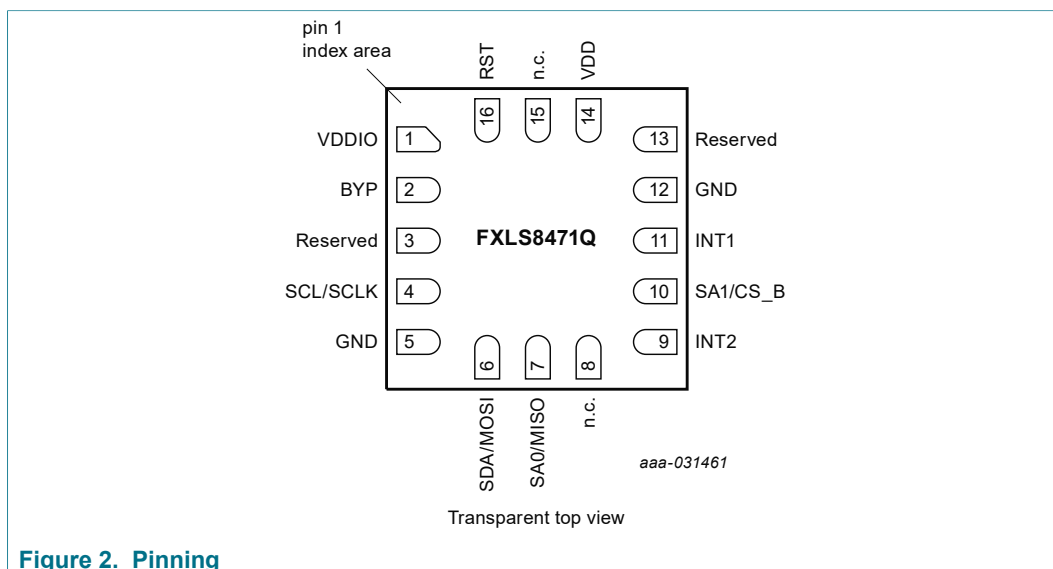 pin 1
index area
RST
n.c.
VDD
16
15
14
VDDIO 1
13 Reserved
BYP 2
12 GND
Reserved 3
FXLS8471Q
11 INT1
SCL/SCLK 4
10 SA1/CS_B
GND 5
9 INT2
6
7
8
SDA/MOSI
SA0/MISO
n.c.
aaa-031461
Transparent top view
Figure 2. Pinning